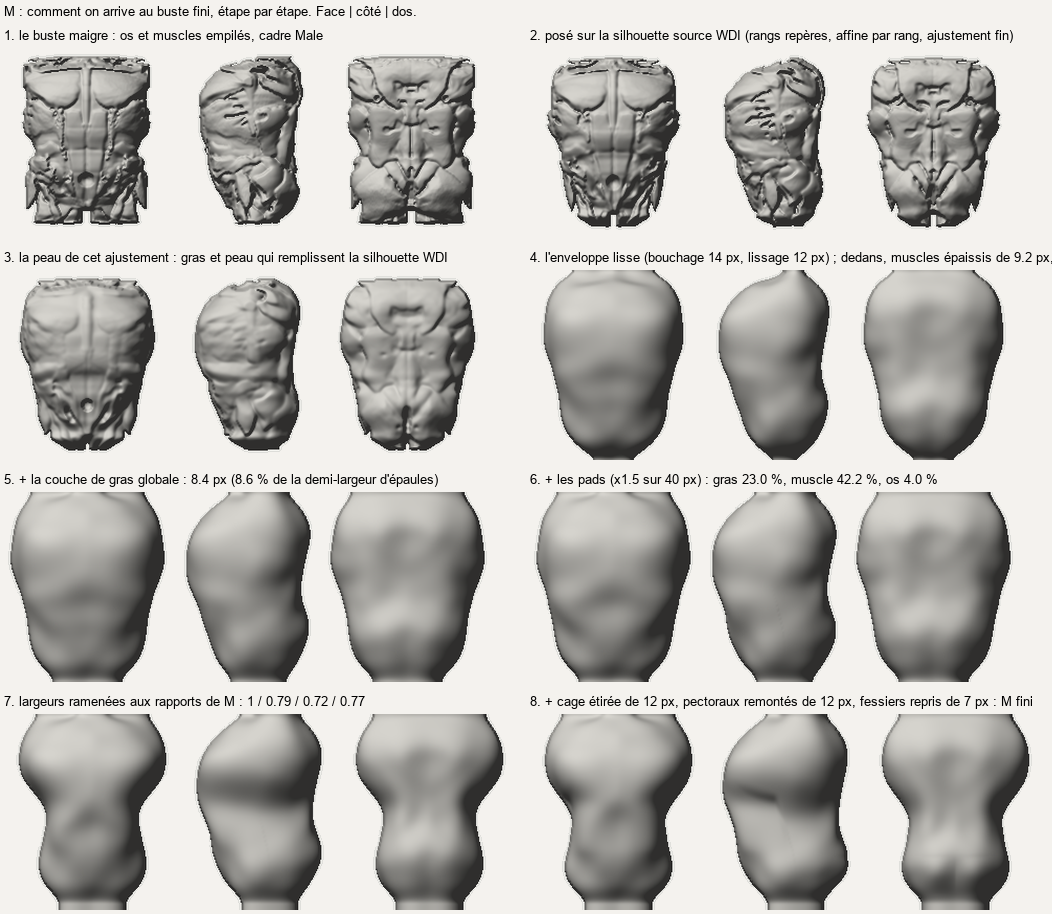 M : comment on arrive au buste fini, étape par étape. Face | côté | dos.
1. le buste maigre : os et muscles empilés, cadre Male
2. posé sur la silhouette source WDI (rangs repères, affine par rang, ajustement fin)
3. la peau de cet ajustement : gras et peau qui remplissent la silhouette WDI
4. l'enveloppe lisse (bouchage 14 px, lissage 12 px) ; dedans, muscles épaissis de 9.2 px,
5. + la couche de gras globale : 8.4 px (8.6 % de la demi-largeur d'épaules)
6. + les pads (x1.5 sur 40 px) : gras 23.0 %, muscle 42.2 %, os 4.0 %
7. largeurs ramenées aux rapports de M : 1 / 0.79 / 0.72 / 0.77
8. + cage étirée de 12 px, pectoraux remontés de 12 px, fessiers repris de 7 px : M fini